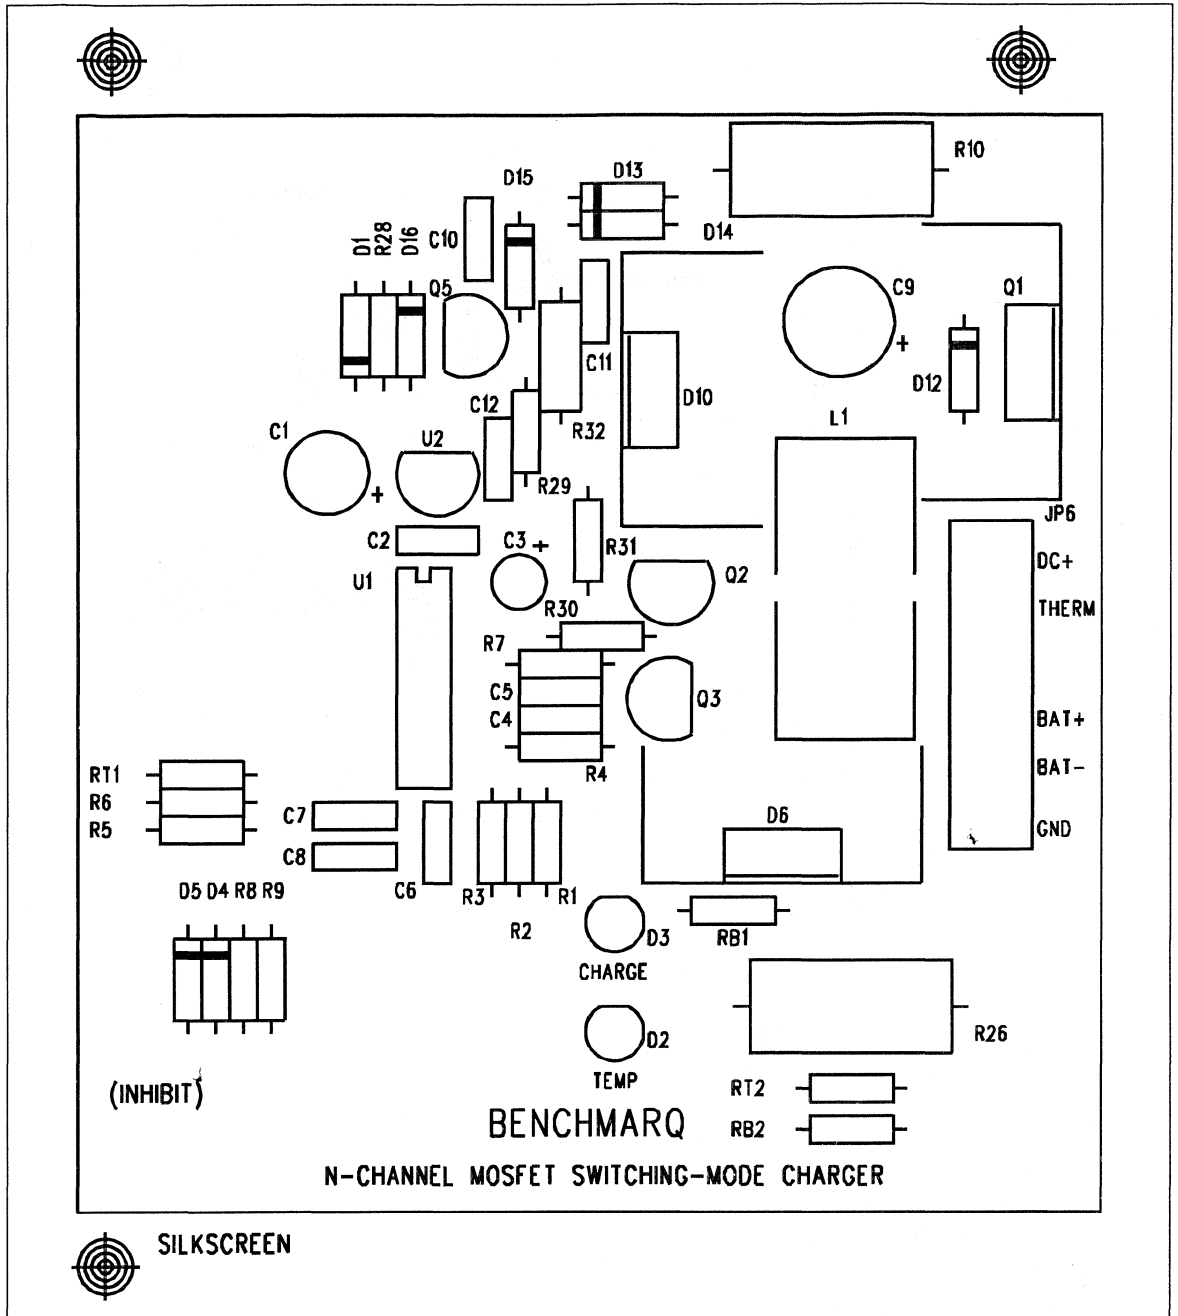 R10
D13
D15
D14
D1
R28
D16
C10
Q5
C9
Q1
C11
D12
D10
C12
L1
C1
U2
R32
R29
JP6
C2
C3
R31
DC+
U1
Q2
R30
THERM
R7
C5
Q3
C4
BAT+
BAT-
RT1
R4
R6
C7
D6
R5
GND
C8
D5 D4 R8 R9
C6
R3
R1
R2
D3
RB1
CHARGE
R26
D2
TEMP
RT2
(INHIBIT)
BENCHMARQ
RB2
N-CHANNEL MOSFET SWITCHING-MODE CHARGER
SILKSCREEN